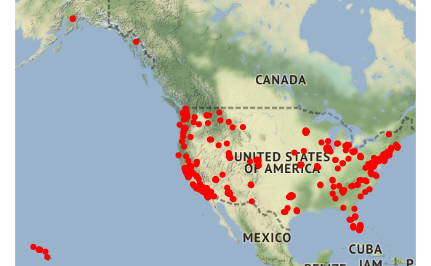 CANADA
UNITED STATES
OF AMERICA
MEXICO
CUBA